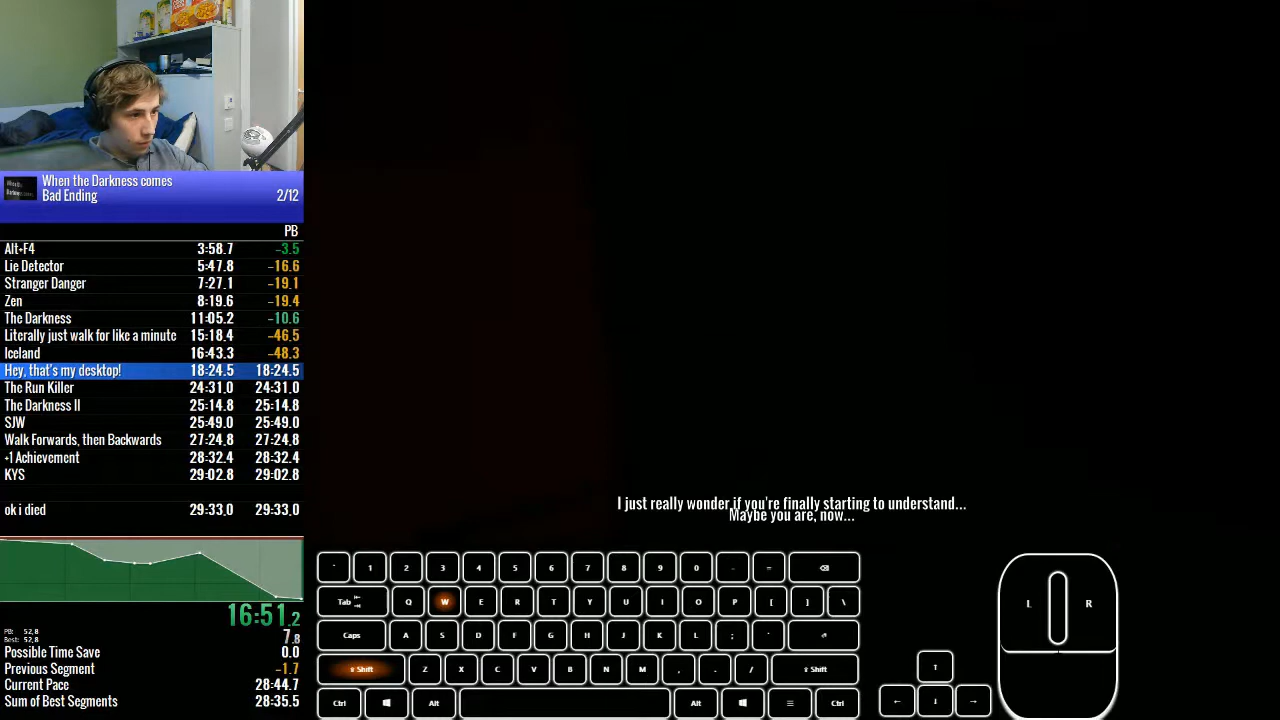 When the Darkness comes
Bad Ending 2/12
PB
Alt+F4 3:58.7 -3.5
Lie Detector 5:47.8 -16.6
Stranger Danger 7:27.1 -19.1
Zen 8:19.6 -19.4
The Darkness 11:05.2 -10.6
Literally just walk for like a minute 15:18.4 -46.5
Iceland 16:43.3 -48.3
Hey, that's my desktop! 18:24.5 18:24.5
The Run Killer 24:31.0 24:31.0
The Darkness II 25:14.8 25:14.8
SJW 25:49.0 25:49.0
Walk Forwards, then Backwards 27:24.8 27:24.8
+1 Achievement 28:32.4 28:32.4
KYS 29:02.8 29:02.8
ok i died 29:33.0 29:33.0
16:51.2
PB: 52.8
Best: 52.8
7.8
Possible Time Save 0.0
Previous Segment -1.7
Current Pace 28:44.7
Sum of Best Segments 28:35.5
I just really wonder if you're finally starting to understand...
Maybe you are, now...
` 1 2 3 4 5 6 7 8 9 0 - = ⌫
Tab Q W E R T Y U I O P [ ] \
Caps A S D F G H J K L ; '
⇧ Shift Z X C V B N M , . / ⇧ Shift
Ctrl Alt Alt Ctrl
↑
← ↓ →
L R